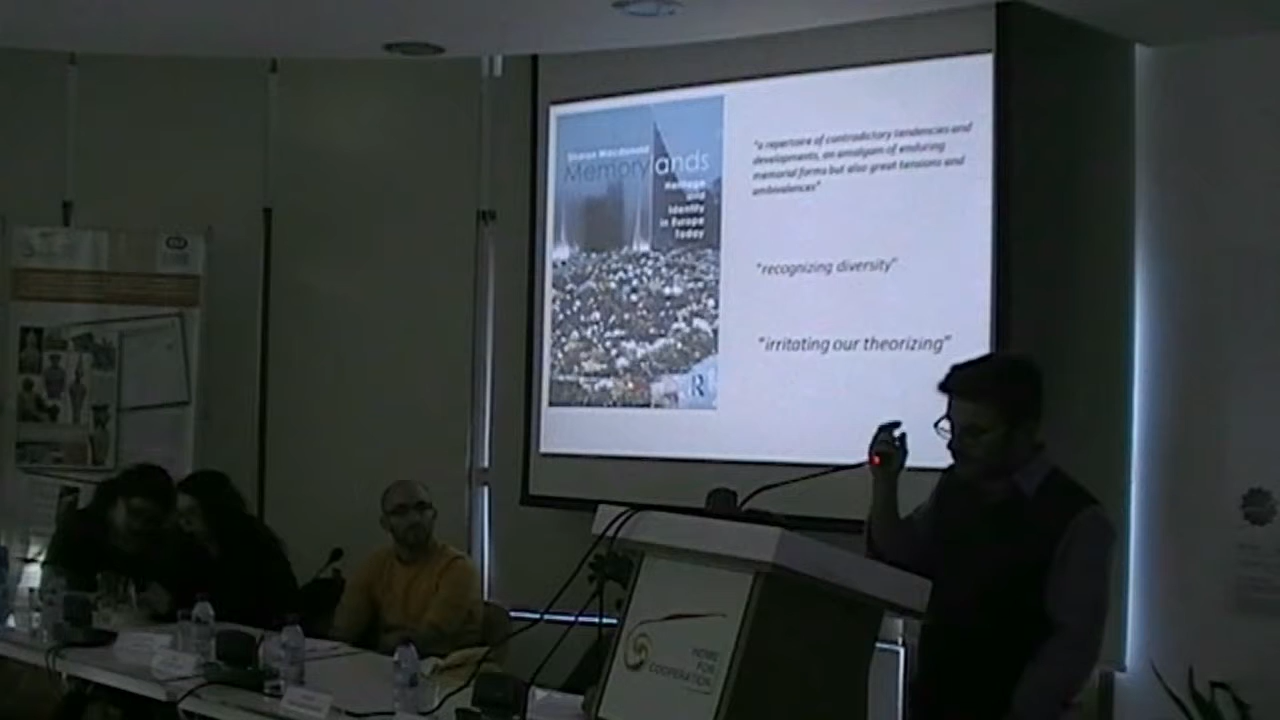 Sharon Macdonald
Memorylands
Heritage
and
Identity
in Europe
Today
R
"a repertoire of contradictory tendencies and
developments, an amalgam of enduring
memorial forms but also great tensions and
ambivalences"
"recognizing diversity"
"irritating our theorizing"
HOME
FOR
COOPERATION